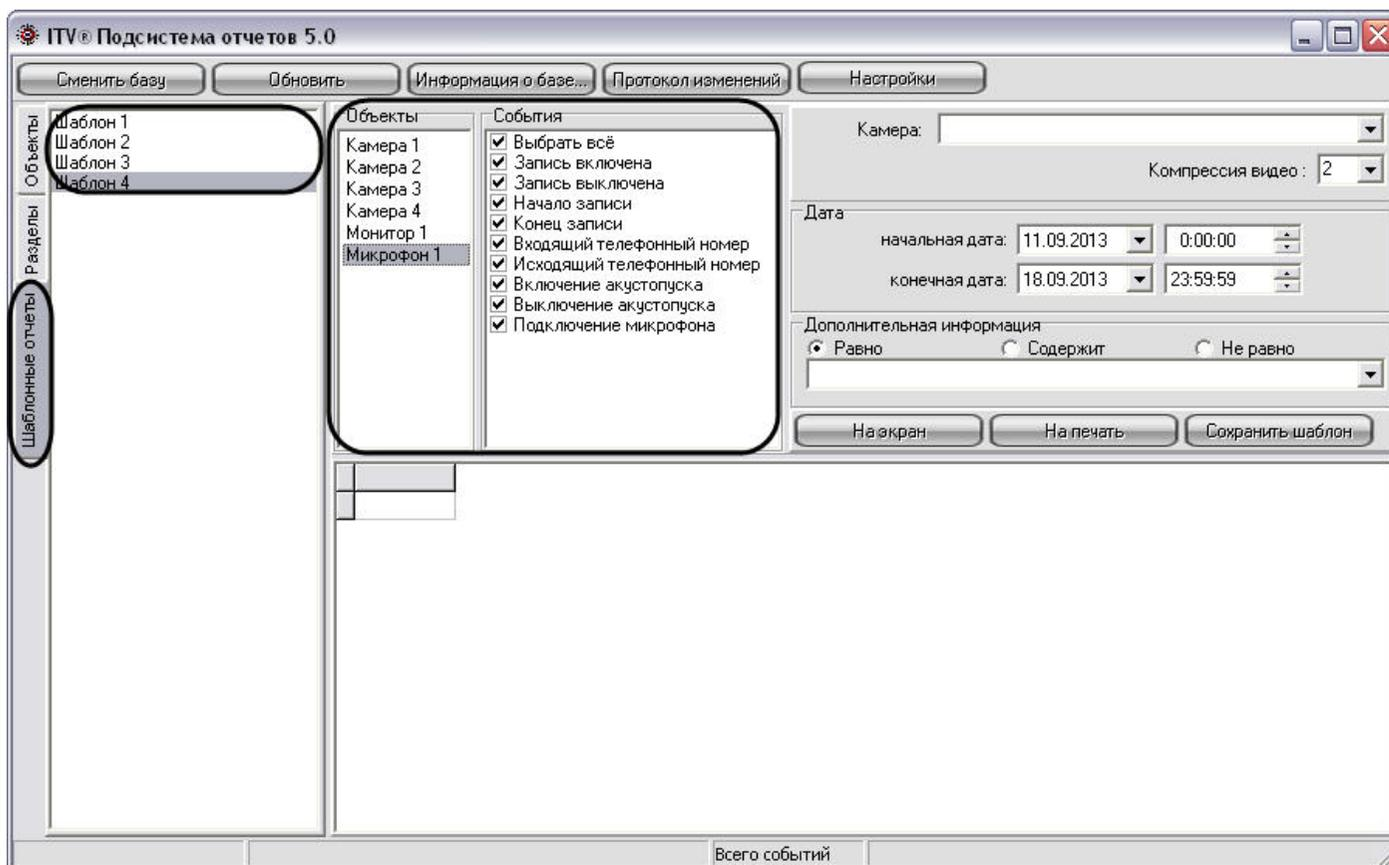 ITV® Подсистема отчетов 5.0
Сменить базу Обновить Информация о базе... Протокол изменений Настройки
Объекты
Разделы
Шаблонные отчеты
Шаблон 1
Шаблон 2
Шаблон 3
Шаблон 4
Объекты
Камера 1
Камера 2
Камера 3
Камера 4
Монитор 1
Микрофон 1
События
Выбрать всё
Запись включена
Запись выключена
Начало записи
Конец записи
Входящий телефонный номер
Исходящий телефонный номер
Включение акустопуска
Выключение акустопуска
Подключение микрофона
Камера:
Компрессия видео : 2
Дата
начальная дата: 11.09.2013 0:00:00
конечная дата: 18.09.2013 23:59:59
Дополнительная информация
Равно Содержит Не равно
На экран На печать Сохранить шаблон
Всего событий